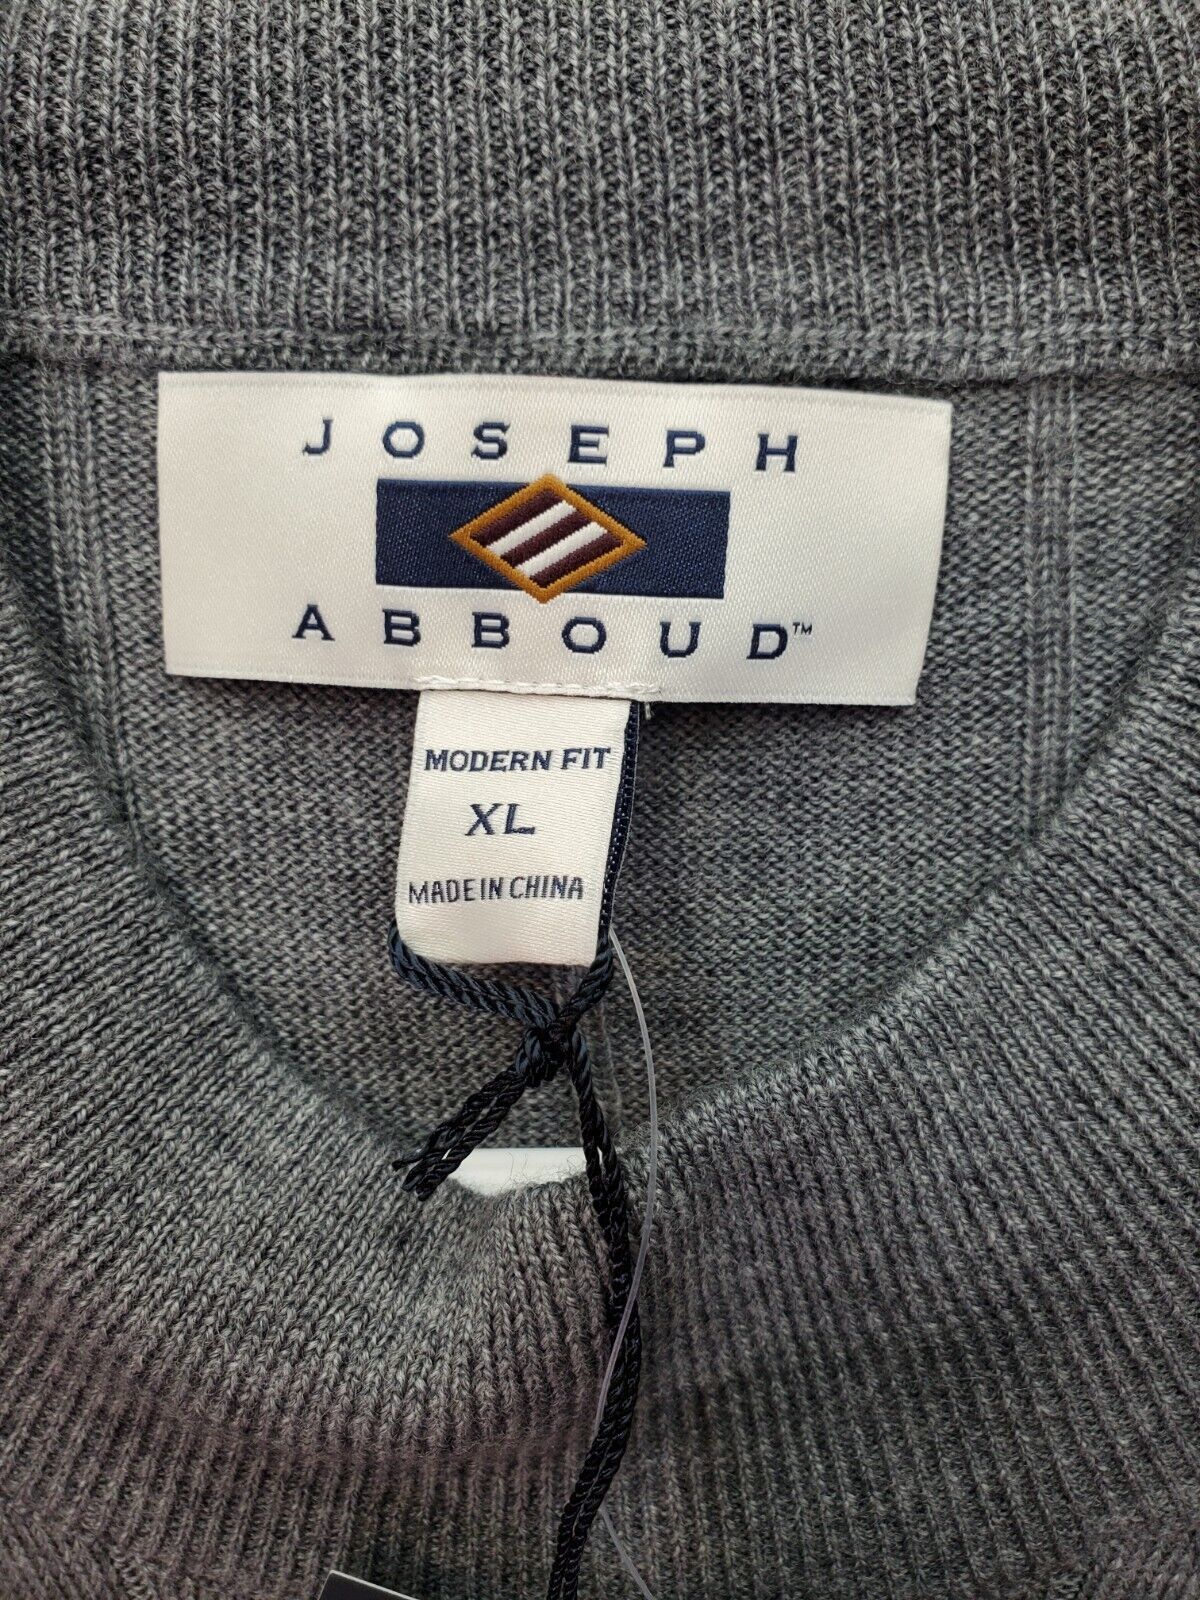 JOSEPH
ABBOUD™
MODERN FIT
XL
MADE IN CHINA